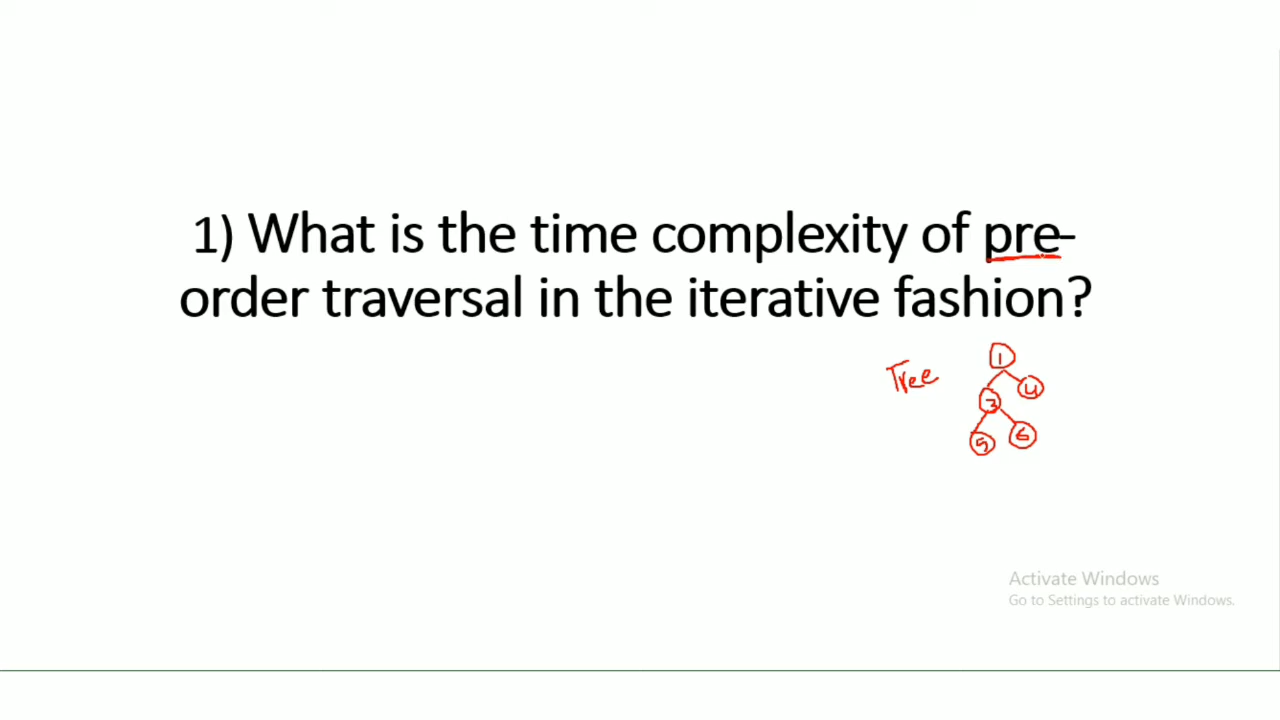 1) What is the time complexity of pre-
order traversal in the iterative fashion?
Tree
1
3 4
5 6
Activate Windows
Go to Settings to activate Windows.